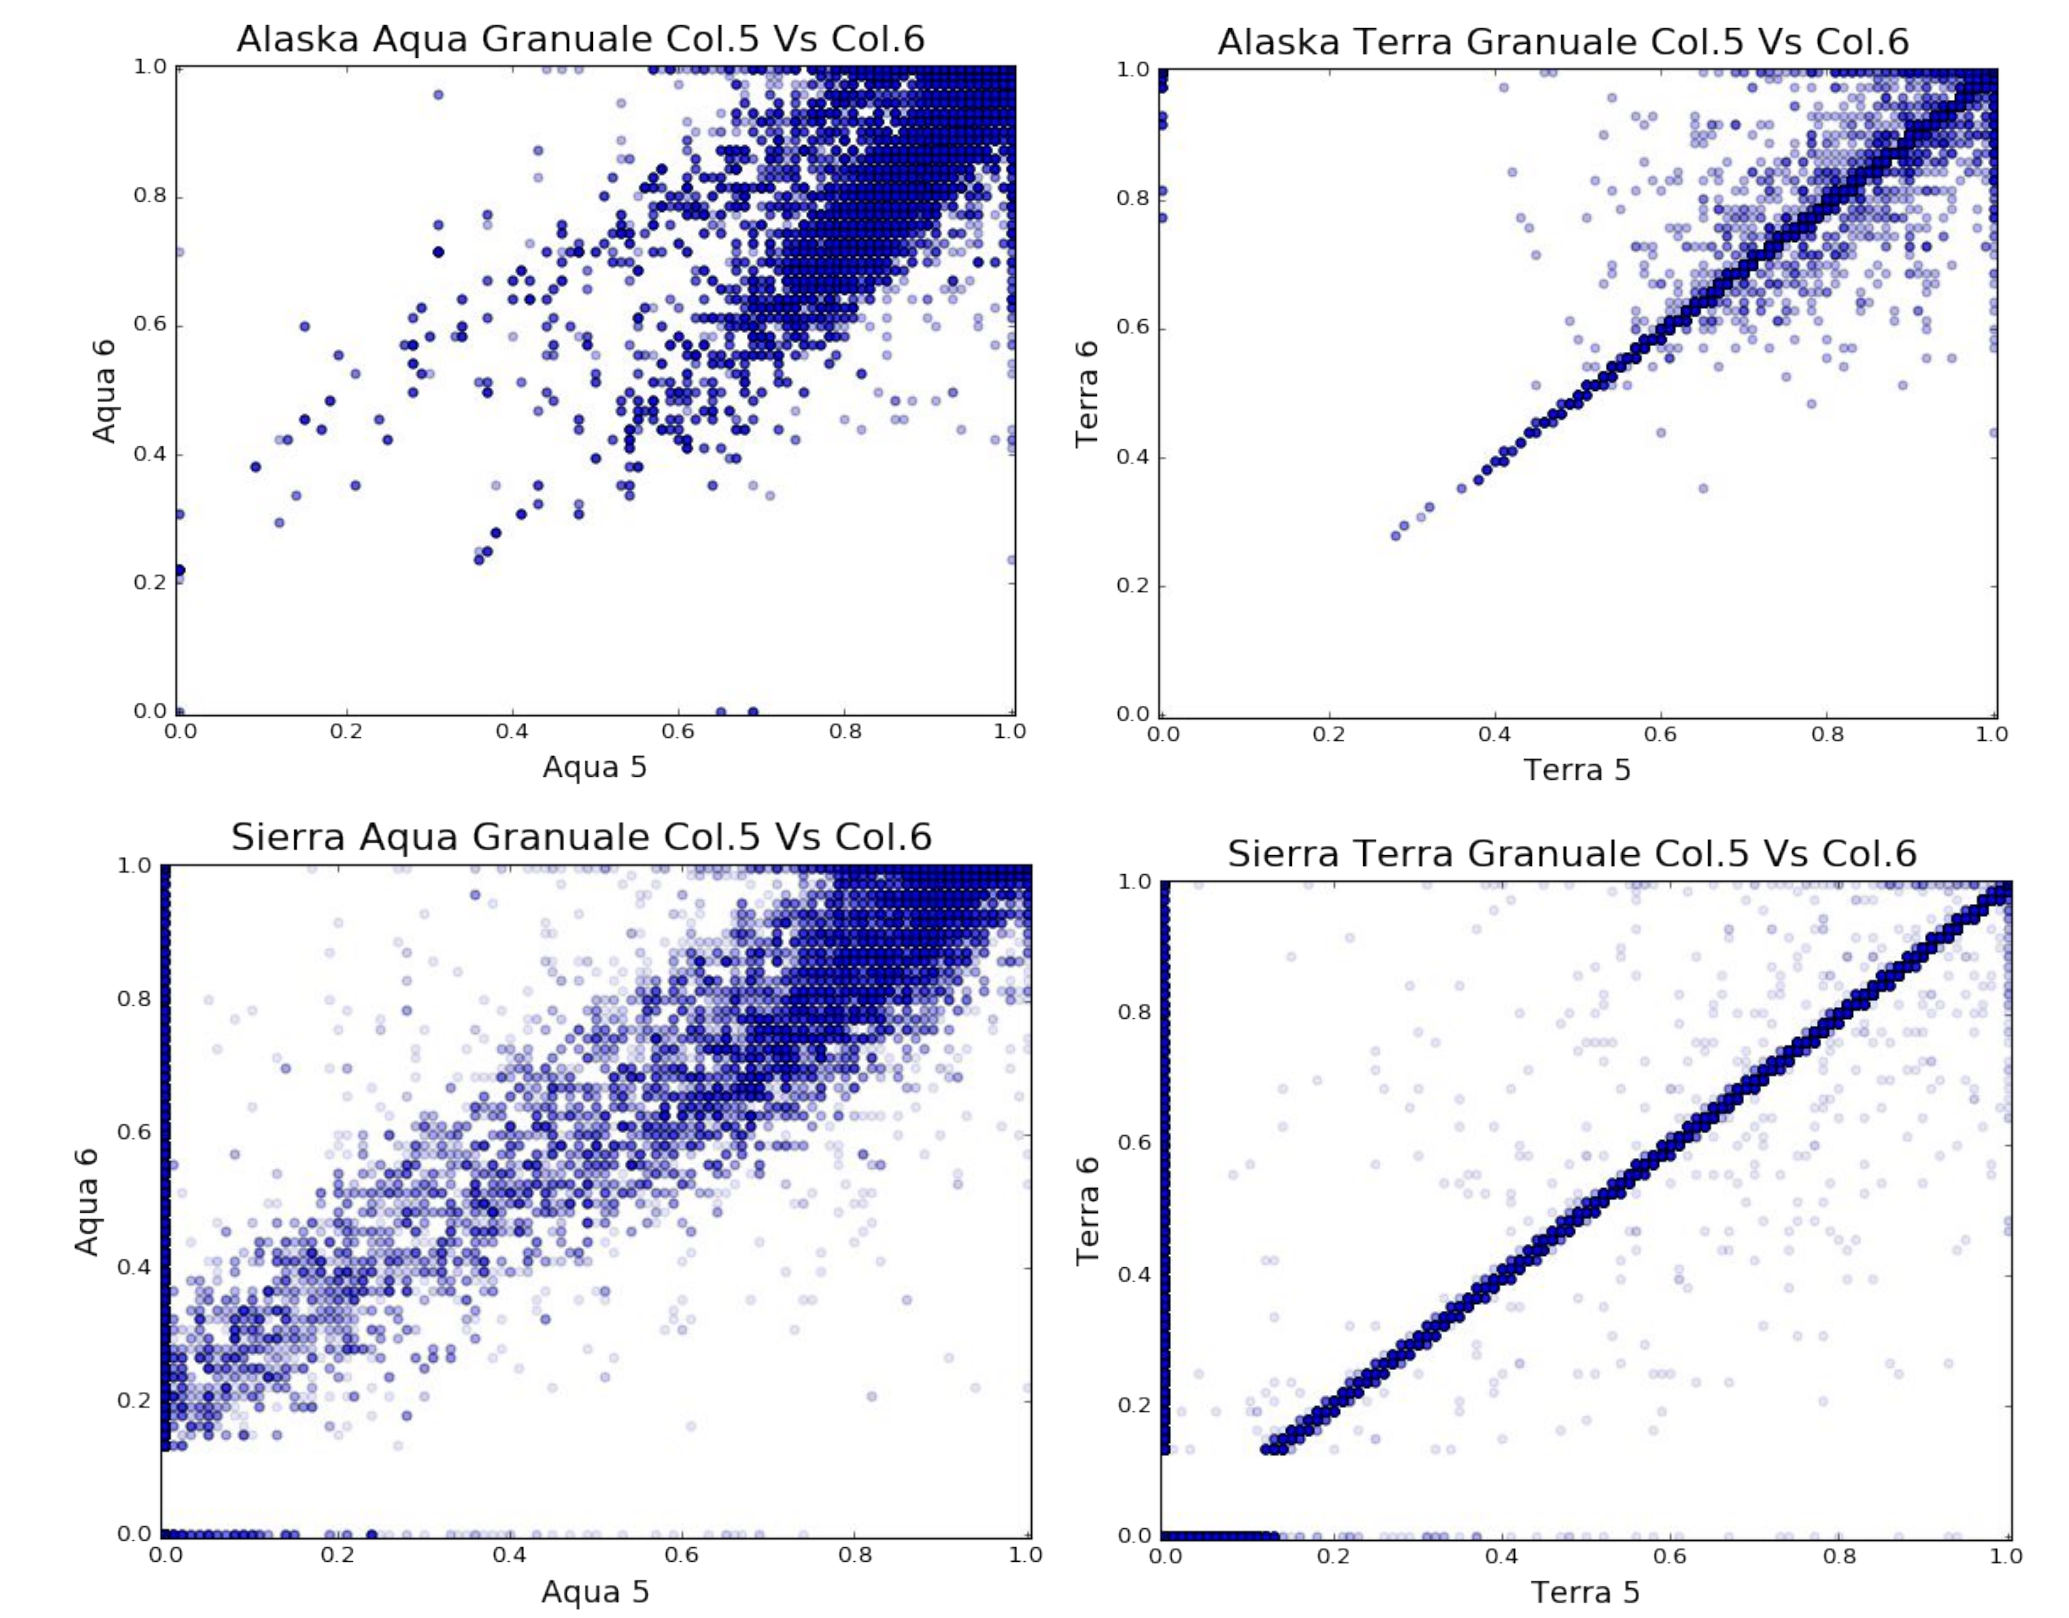 Alaska Aqua Granuale Col.5 Vs Col.6
1.0
0.8
0.6
0.4
0.2
0.0
Aqua 6
0.0 0.2 0.4 0.6 0.8 1.0
Aqua 5
Alaska Terra Granuale Col.5 Vs Col.6
1.0
0.8
0.6
0.4
0.2
0.0
Terra 6
0.0 0.2 0.4 0.6 0.8 1.0
Terra 5
Sierra Aqua Granuale Col.5 Vs Col.6
1.0
0.8
0.6
0.4
0.2
0.0
Aqua 6
0.0 0.2 0.4 0.6 0.8 1.0
Aqua 5
Sierra Terra Granuale Col.5 Vs Col.6
1.0
0.8
0.6
0.4
0.2
0.0
Terra 6
0.0 0.2 0.4 0.6 0.8 1.0
Terra 5